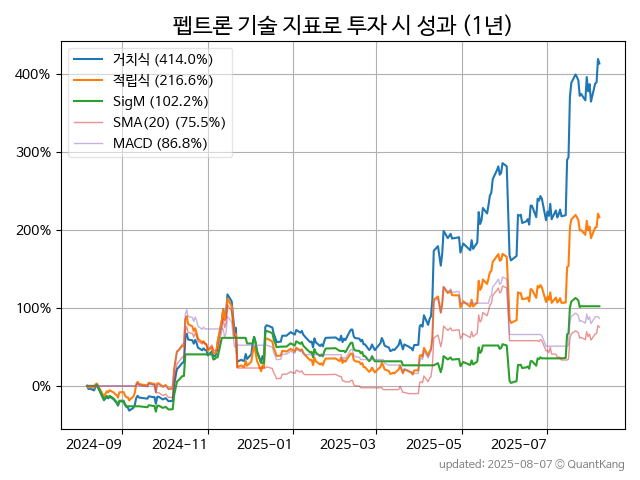 펩트론 기술 지표로 투자 시 성과 (1년)
거치식 (414.0%)
적립식 (216.6%)
SigM (102.2%)
SMA(20) (75.5%)
MACD (86.8%)
400%
300%
200%
100%
0%
2024-09 2024-11 2025-01 2025-03 2025-05 2025-07
updated: 2025-08-07 © QuantKang